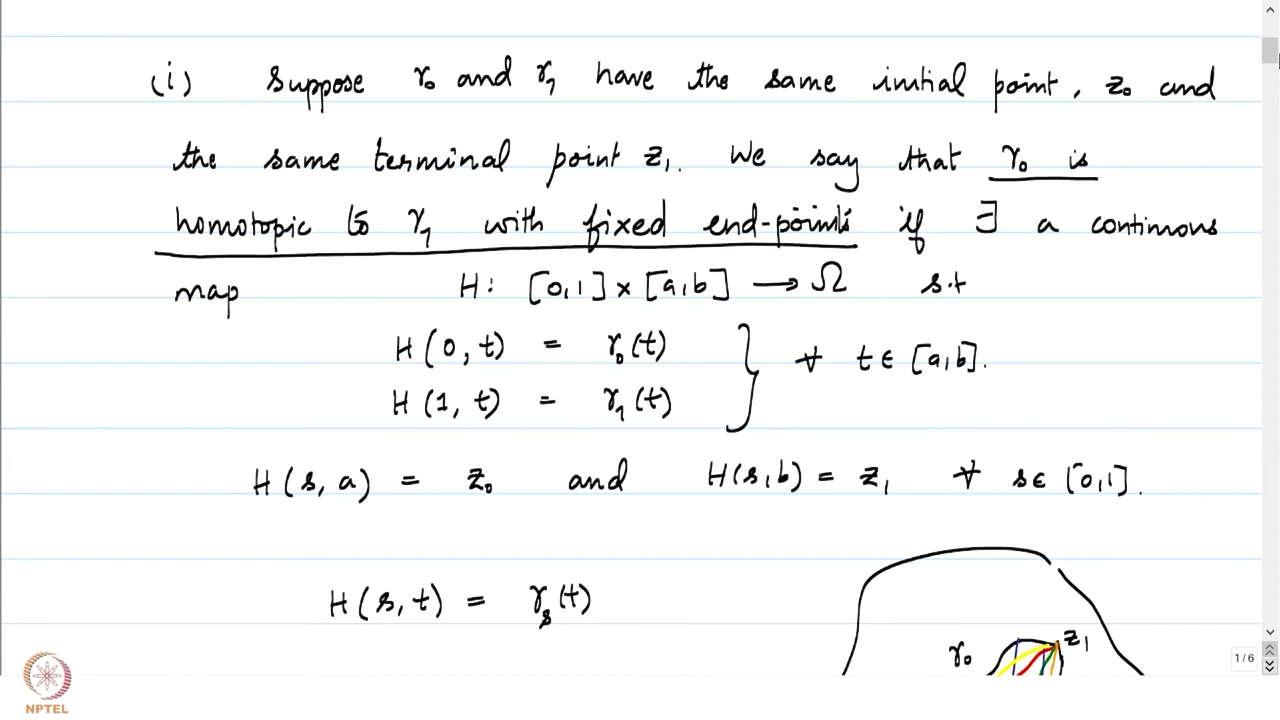 (i) Suppose γ₀ and γ₁ have the same initial point, z₀ and
the same terminal point z₁. We say that γ₀ is
homotopic to γ₁ with fixed end-points if ∃ a continuous
map H: [0,1] × [a,b] → Ω s.t
H(0,t) = γ₀(t)
H(1,t) = γ₁(t) } ∀ t ∈ [a,b].
H(s,a) = z₀ and H(s,b) = z₁ ∀ s ∈ [0,1].
H(s,t) = γₛ(t)
γ₀ z₁
1/6
NPTEL